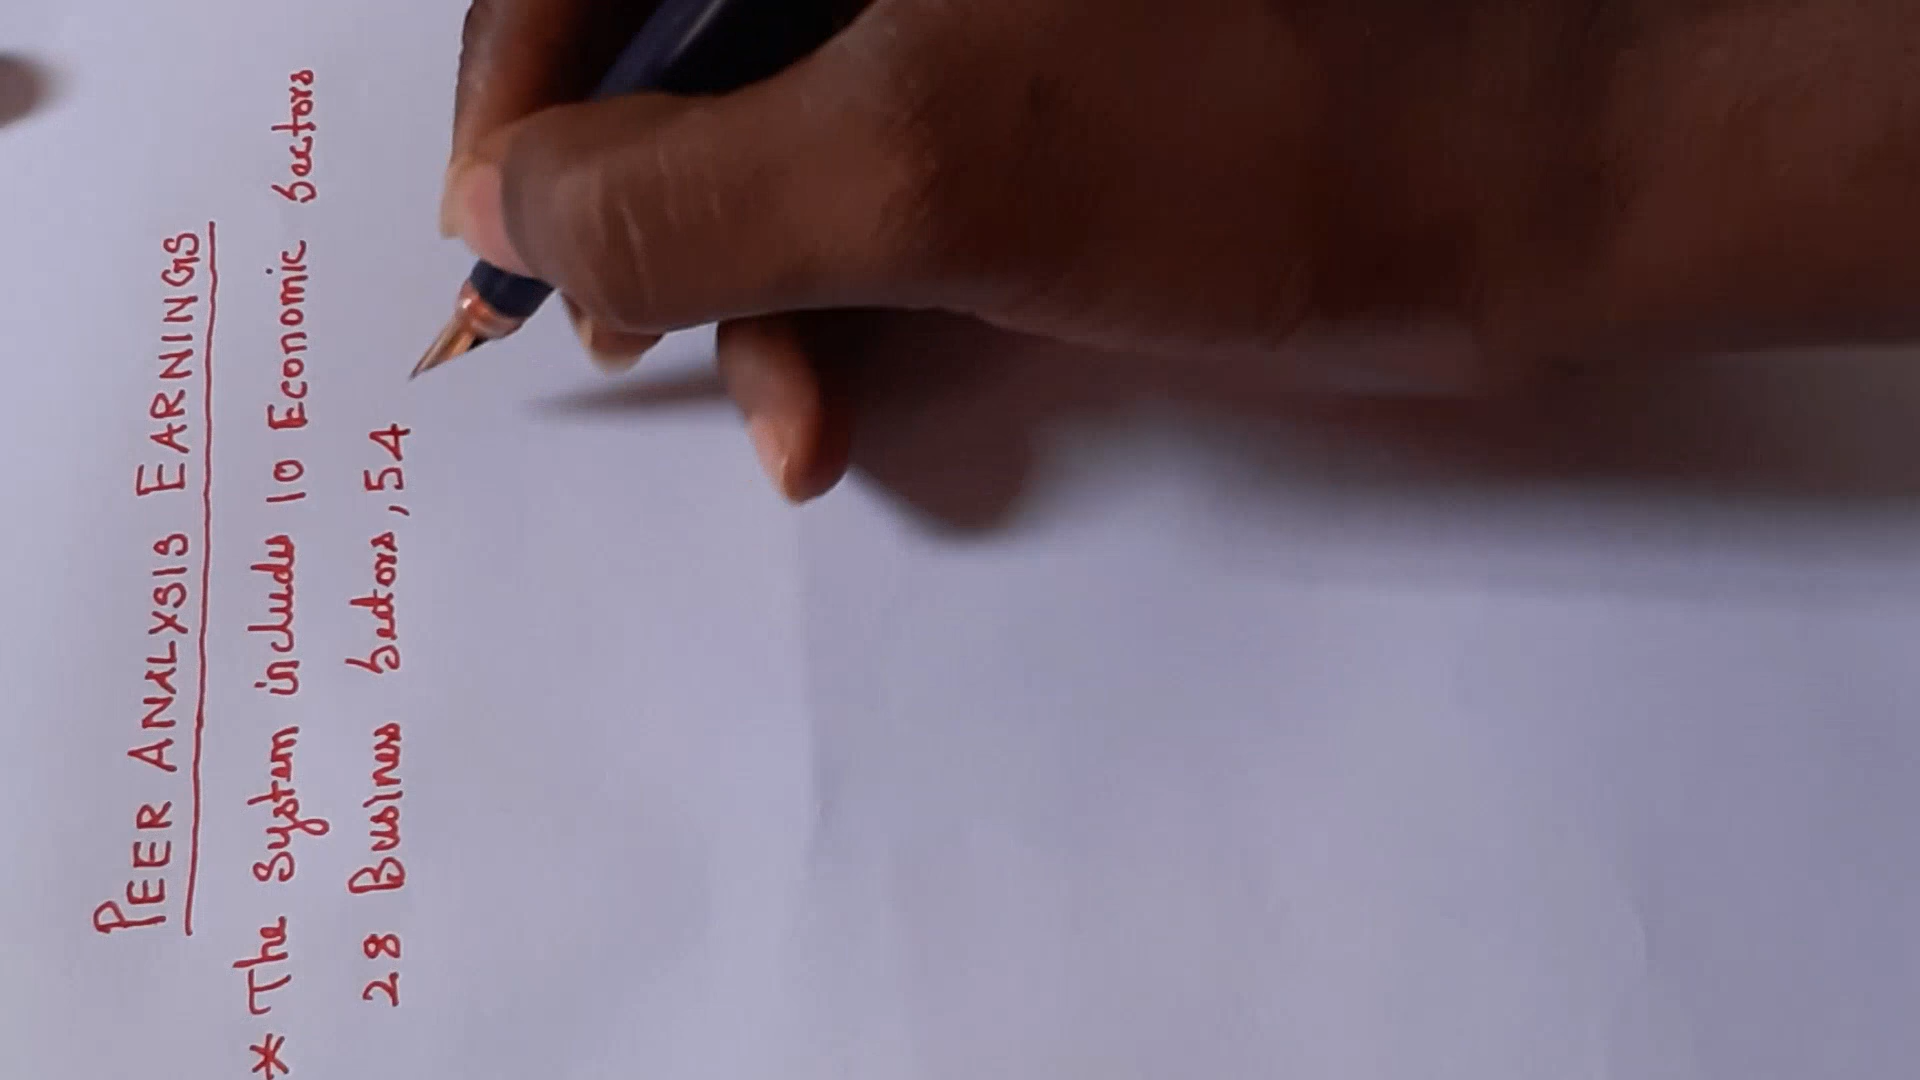 PEER ANALYSIS EARNINGS
* The System includes 10 Economic Sectors
28 Business Sectors, 54